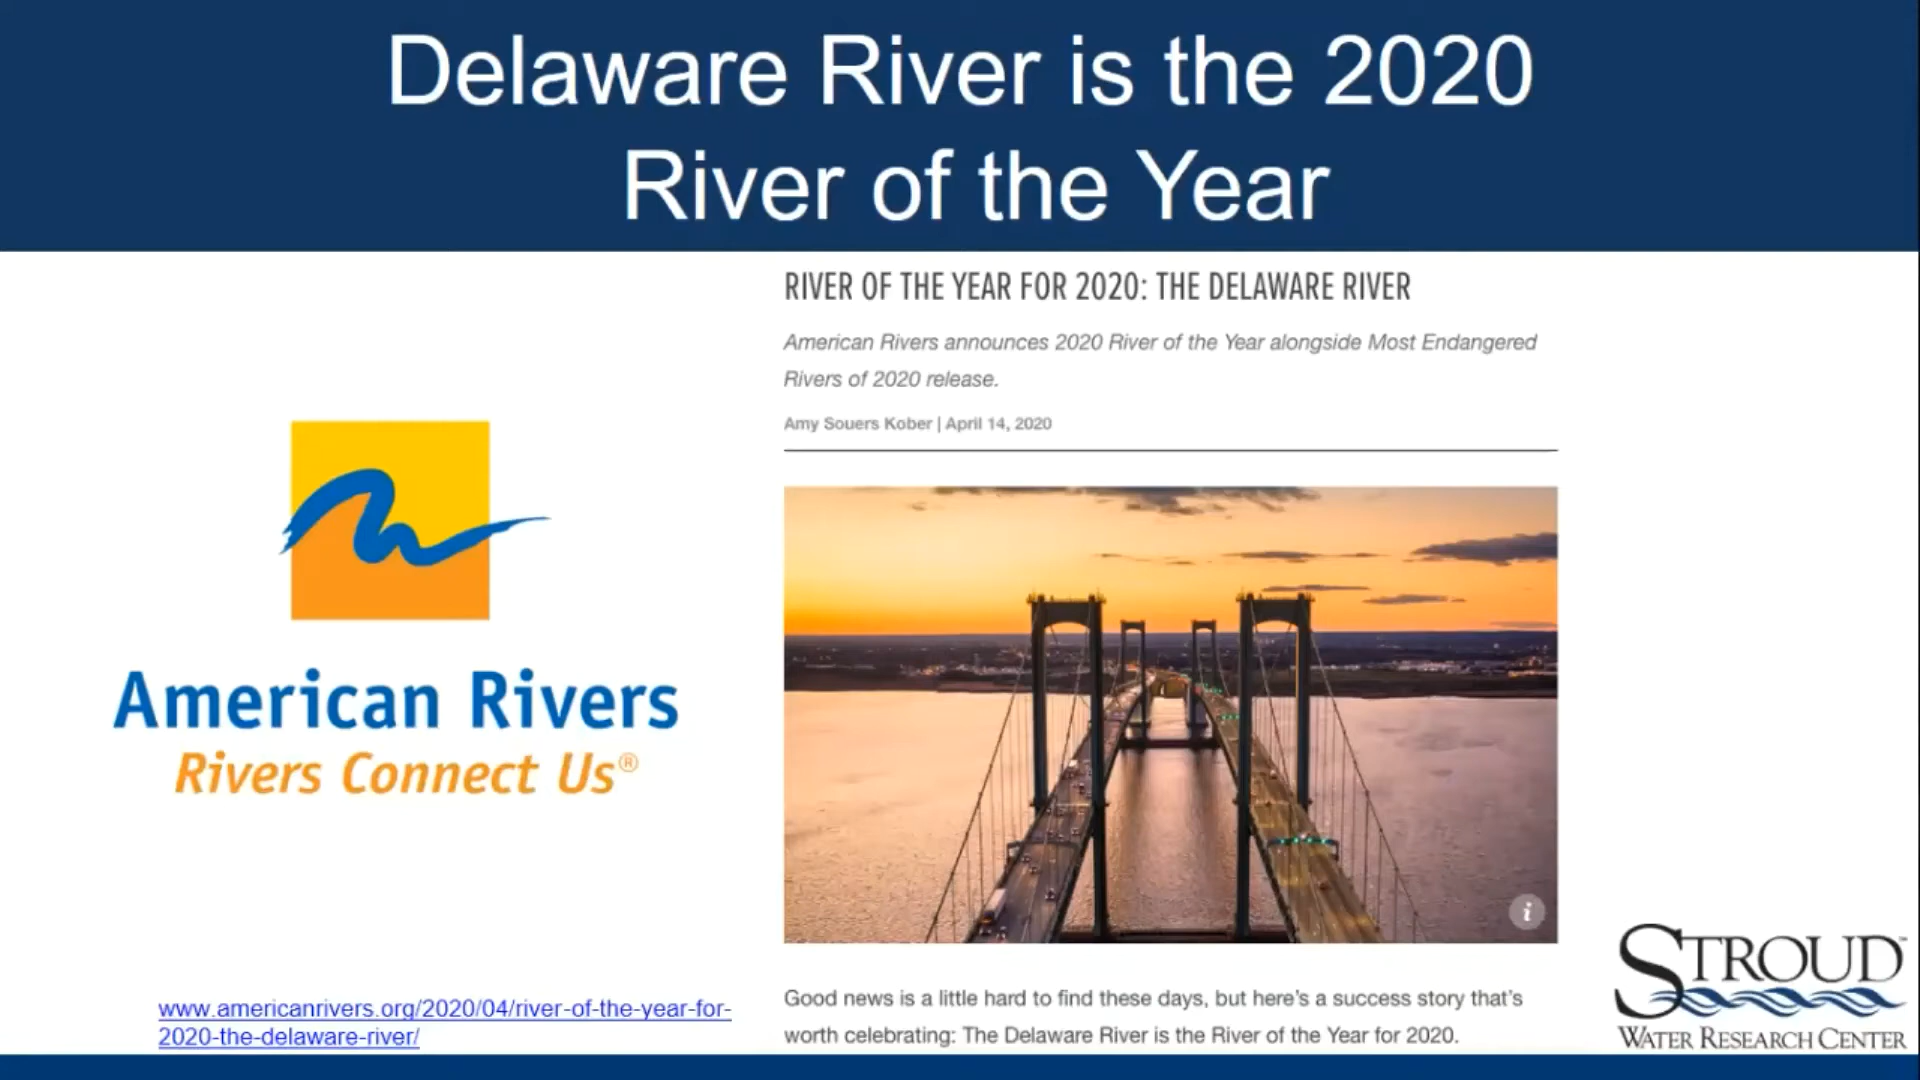 Delaware River is the 2020
River of the Year
RIVER OF THE YEAR FOR 2020: THE DELAWARE RIVER
American Rivers announces 2020 River of the Year alongside Most Endangered
Rivers of 2020 release.
Amy Souers Kober | April 14, 2020
American Rivers
Rivers Connect Us®
i
www.americanrivers.org/2020/04/river-of-the-year-for-
2020-the-delaware-river/
Good news is a little hard to find these days, but here's a success story that's
worth celebrating: The Delaware River is the River of the Year for 2020.
STROUD™
WATER RESEARCH CENTER